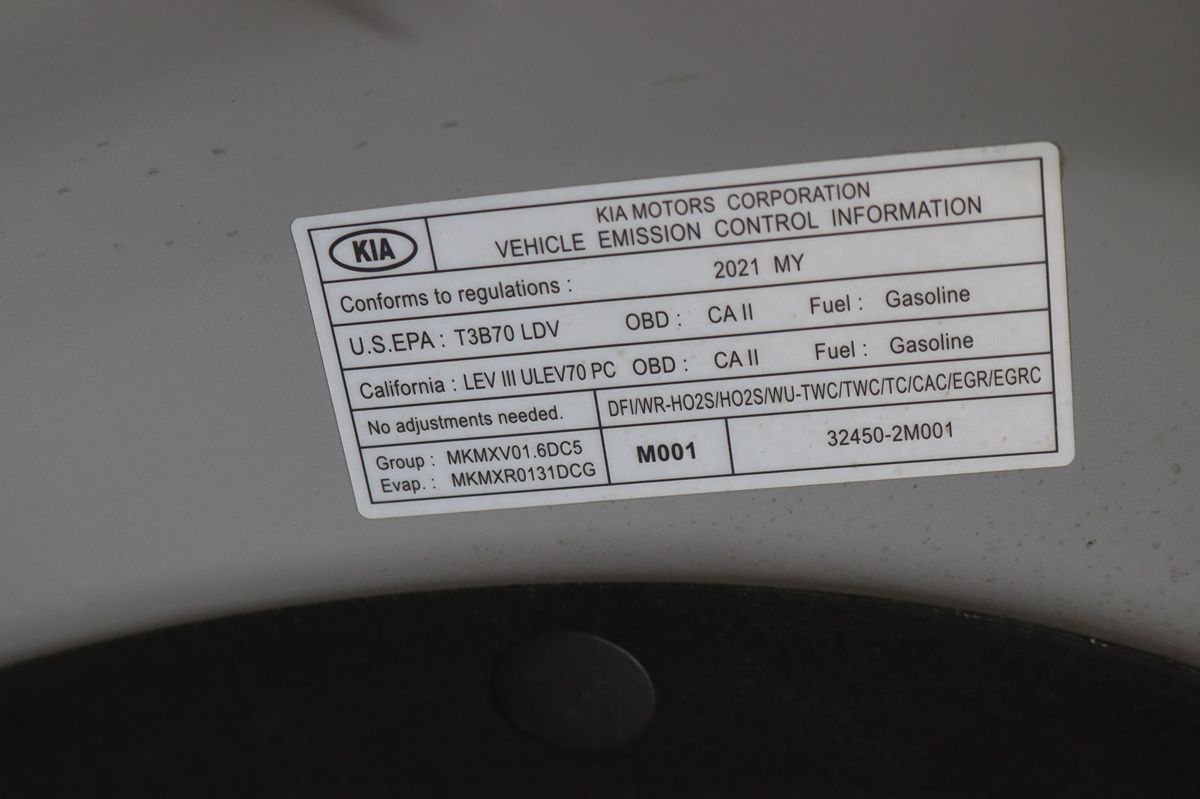 KIA
KIA MOTORS CORPORATION
VEHICLE EMISSION CONTROL INFORMATION
Conforms to regulations : 2021 MY
U.S.EPA : T3B70 LDV OBD : CA II Fuel : Gasoline
California : LEV III ULEV70 PC OBD : CA II Fuel : Gasoline
No adjustments needed. DFI/WR-HO2S/HO2S/WU-TWC/TWC/TC/CAC/EGR/EGRC
Group : MKMXV01.6DC5
Evap. : MKMXR0131DCG
M001
32450-2M001